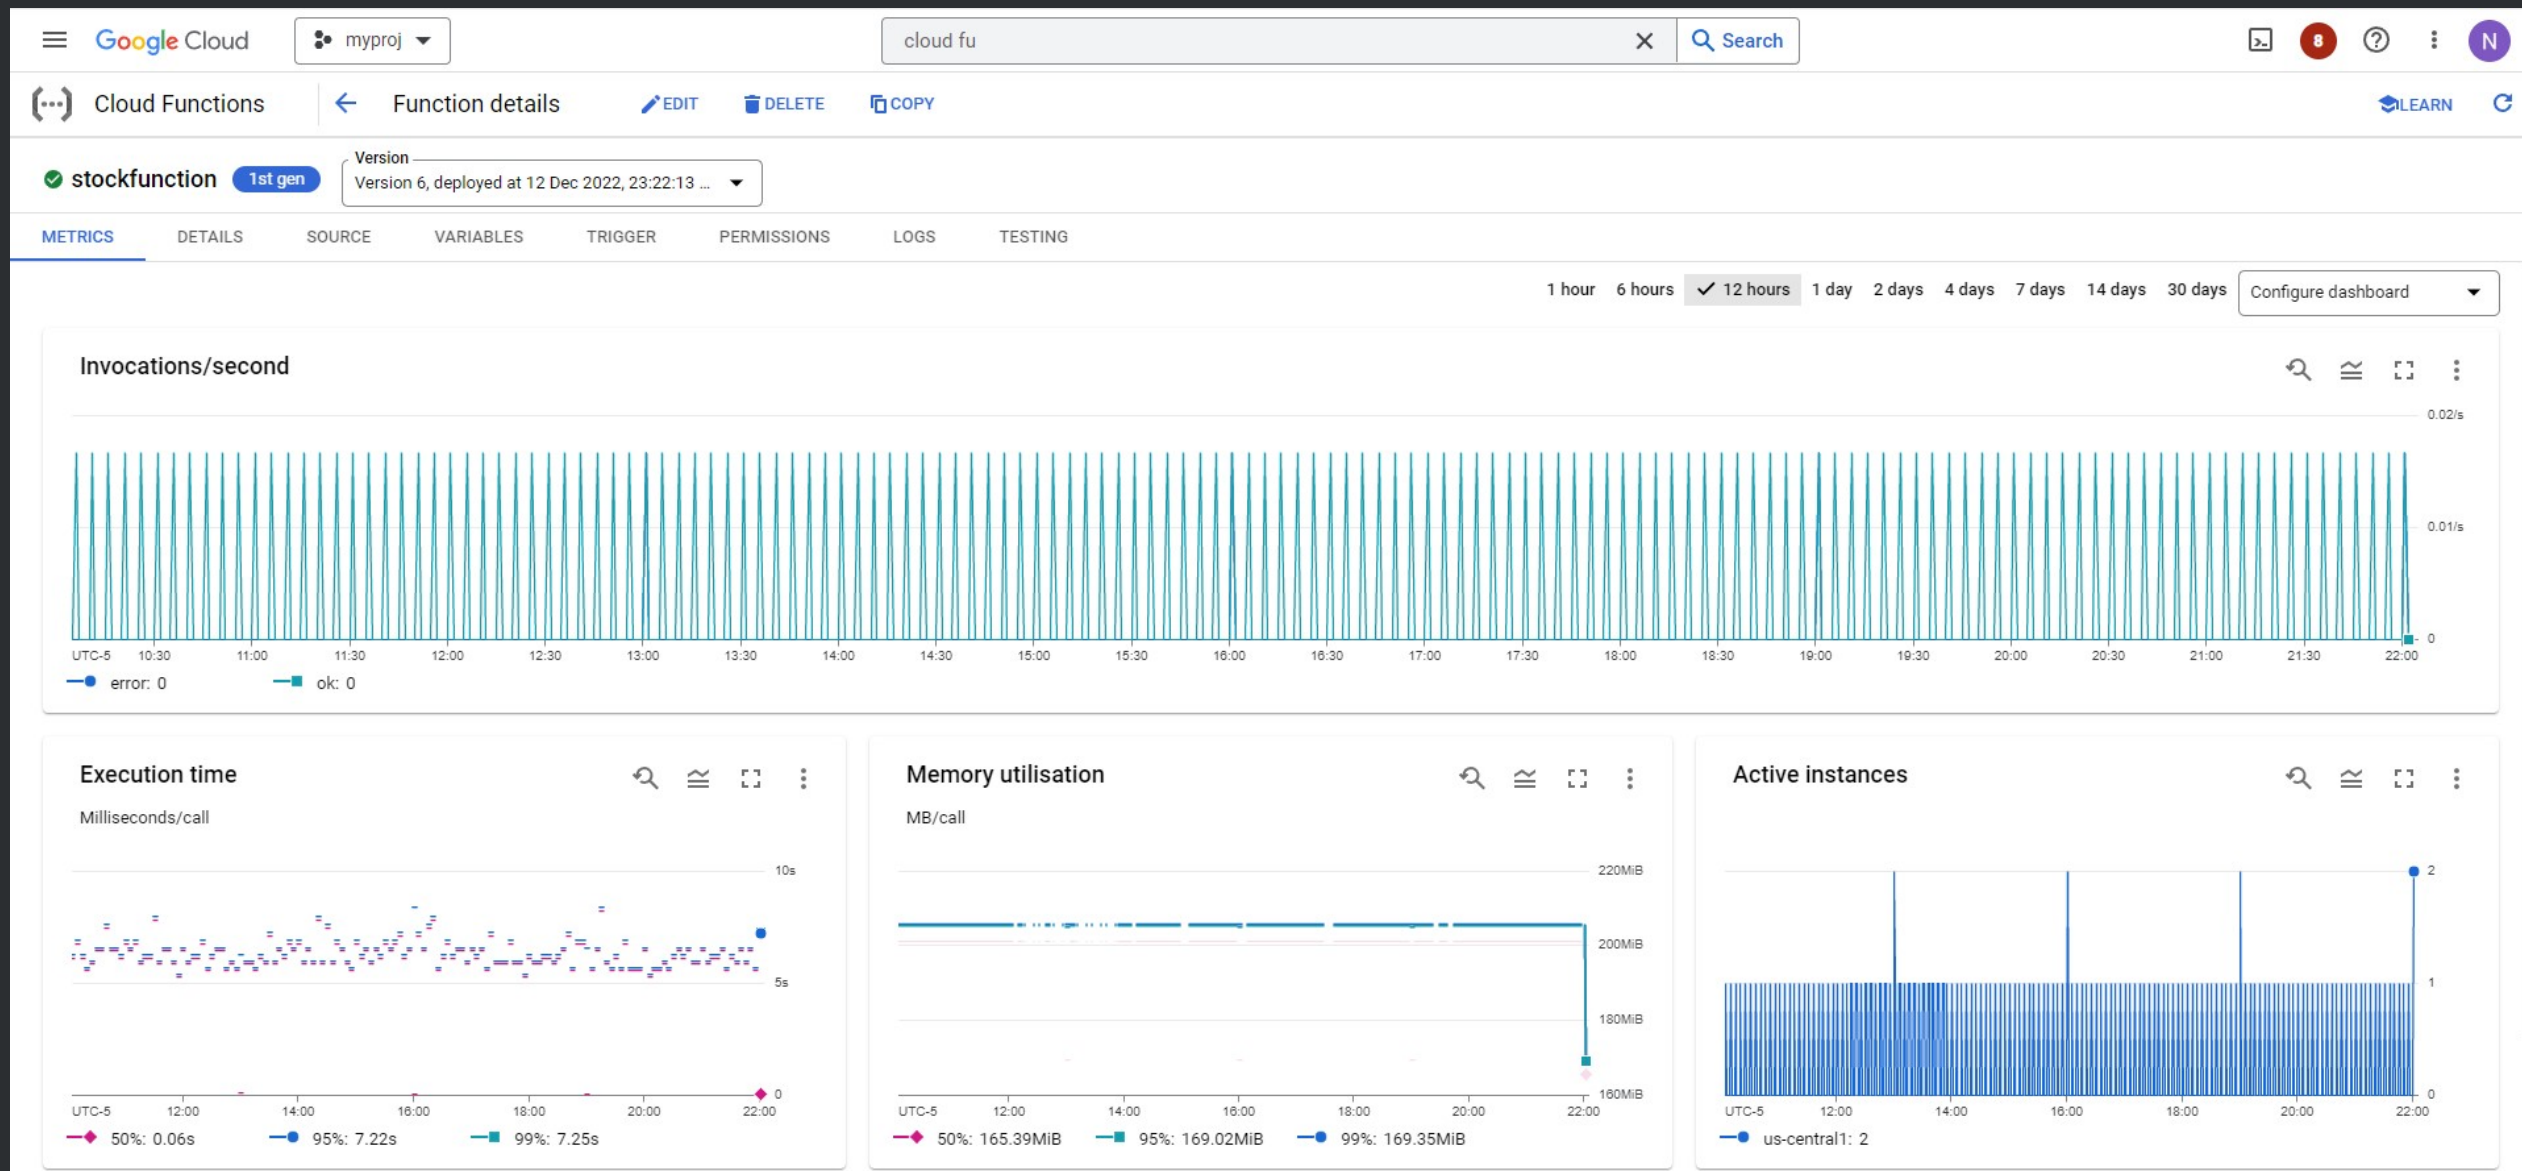 Google Cloud myproj cloud fu Search 8 N
Cloud Functions Function details EDIT DELETE COPY LEARN
stockfunction 1st gen Version
Version 6, deployed at 12 Dec 2022, 23:22:13 ...
METRICS DETAILS SOURCE VARIABLES TRIGGER PERMISSIONS LOGS TESTING
1 hour 6 hours 12 hours 1 day 2 days 4 days 7 days 14 days 30 days Configure dashboard
Invocations/second
0.02/s
0.01/s
0
UTC-5 10:30 11:00 11:30 12:00 12:30 13:00 13:30 14:00 14:30 15:00 15:30 16:00 16:30 17:00 17:30 18:00 18:30 19:00 19:30 20:00 20:30 21:00 21:30 22:00
error: 0 ok: 0
Execution time
Milliseconds/call
10s
5s
0
UTC-5 12:00 14:00 16:00 18:00 20:00 22:00
50%: 0.06s 95%: 7.22s 99%: 7.25s
Memory utilisation
MB/call
220MiB
200MiB
180MiB
160MiB
UTC-5 12:00 14:00 16:00 18:00 20:00 22:00
50%: 165.39MiB 95%: 169.02MiB 99%: 169.35MiB
Active instances
2
1
0
UTC-5 12:00 14:00 16:00 18:00 20:00 22:00
us-central1: 2